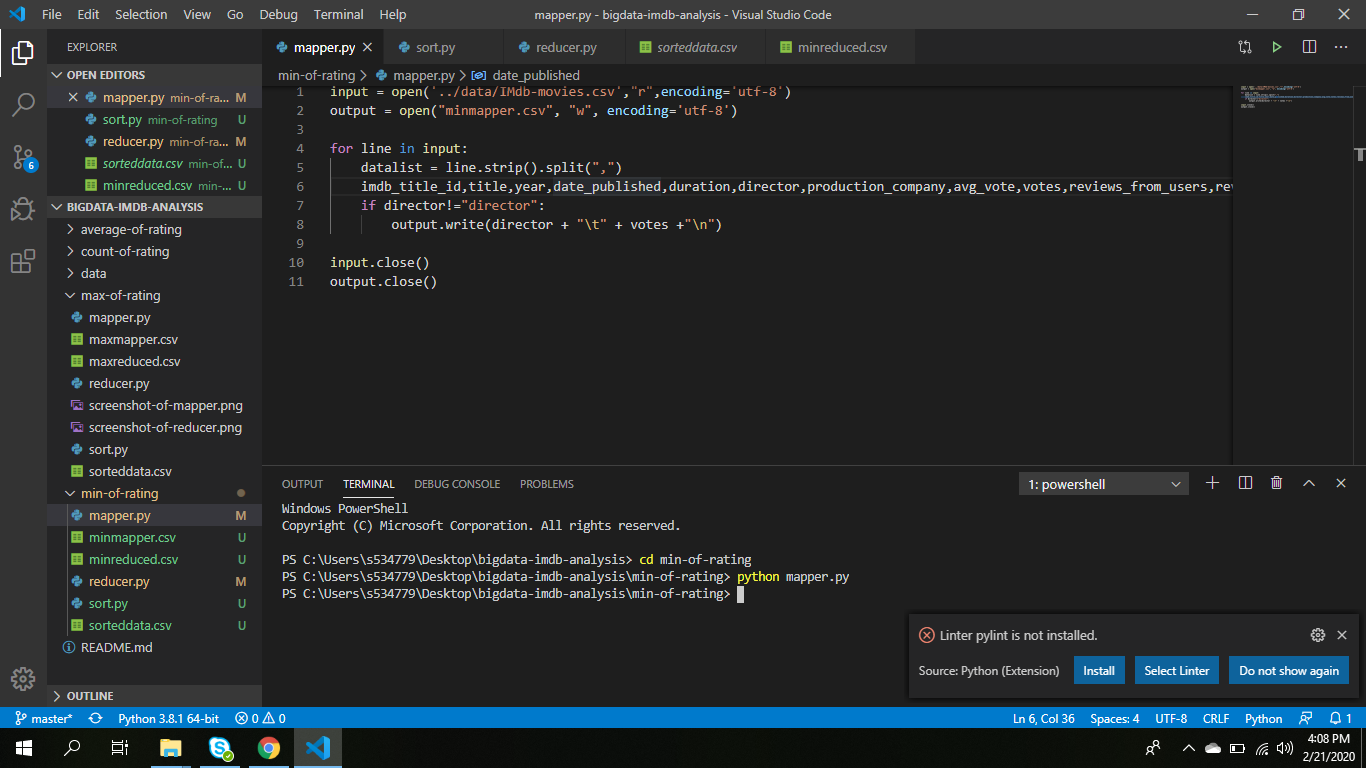 File Edit Selection View Go Debug Terminal Help
mapper.py - bigdata-imdb-analysis - Visual Studio Code
EXPLORER
OPEN EDITORS
mapper.py min-of-ra... M
sort.py min-of-rating U
reducer.py min-of-ra... M
sorteddata.csv min-of... U
minreduced.csv min-... U
6
BIGDATA-IMDB-ANALYSIS
average-of-rating
count-of-rating
data
max-of-rating
mapper.py
maxmapper.csv
maxreduced.csv
reducer.py
screenshot-of-mapper.png
screenshot-of-reducer.png
sort.py
sorteddata.csv
min-of-rating
mapper.py M
minmapper.csv U
minreduced.csv U
reducer.py M
sort.py U
sorteddata.csv U
README.md
OUTLINE
mapper.py sort.py reducer.py sorteddata.csv minreduced.csv
min-of-rating > mapper.py > date_published
1 input = open('../data/IMdb-movies.csv',"r",encoding='utf-8')
2 output = open("minmapper.csv", "w", encoding='utf-8')
3
4 for line in input:
5 datalist = line.strip().split(",")
6 imdb_title_id,title,year,date_published,duration,director,production_company,avg_vote,votes,reviews_from_users,rev
7 if director!="director":
8 output.write(director + "\t" + votes +"\n")
9
10 input.close()
11 output.close()
OUTPUT TERMINAL DEBUG CONSOLE PROBLEMS
1: powershell
Windows PowerShell
Copyright (C) Microsoft Corporation. All rights reserved.
PS C:\Users\s534779\Desktop\bigdata-imdb-analysis> cd min-of-rating
PS C:\Users\s534779\Desktop\bigdata-imdb-analysis\min-of-rating> python mapper.py
PS C:\Users\s534779\Desktop\bigdata-imdb-analysis\min-of-rating>
Linter pylint is not installed.
Source: Python (Extension)
Install
Select Linter
Do not show again
master* Python 3.8.1 64-bit 0 0
Ln 6, Col 36 Spaces: 4 UTF-8 CRLF Python 1
4:08 PM
2/21/2020